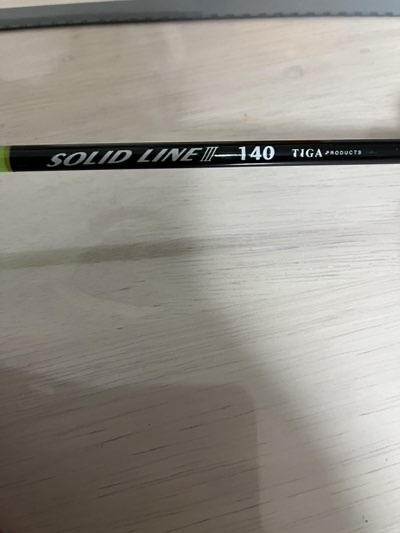 SOLID LINE III 140 TIGA PRODUCTS